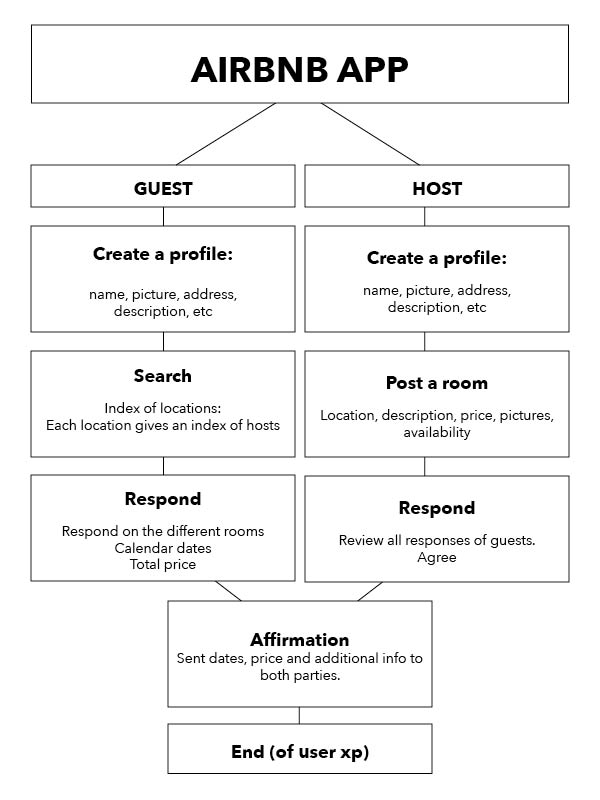 AIRBNB APP
GUEST
Create a profile:
name, picture, address,
description, etc
Search
Index of locations:
Each location gives an index of hosts
Respond
Respond on the different rooms
Calendar dates
Total price
HOST
Create a profile:
name, picture, address,
description, etc
Post a room
Location, description, price, pictures,
availability
Respond
Review all responses of guests.
Agree
Affirmation
Sent dates, price and additional info to
both parties.
End (of user xp)